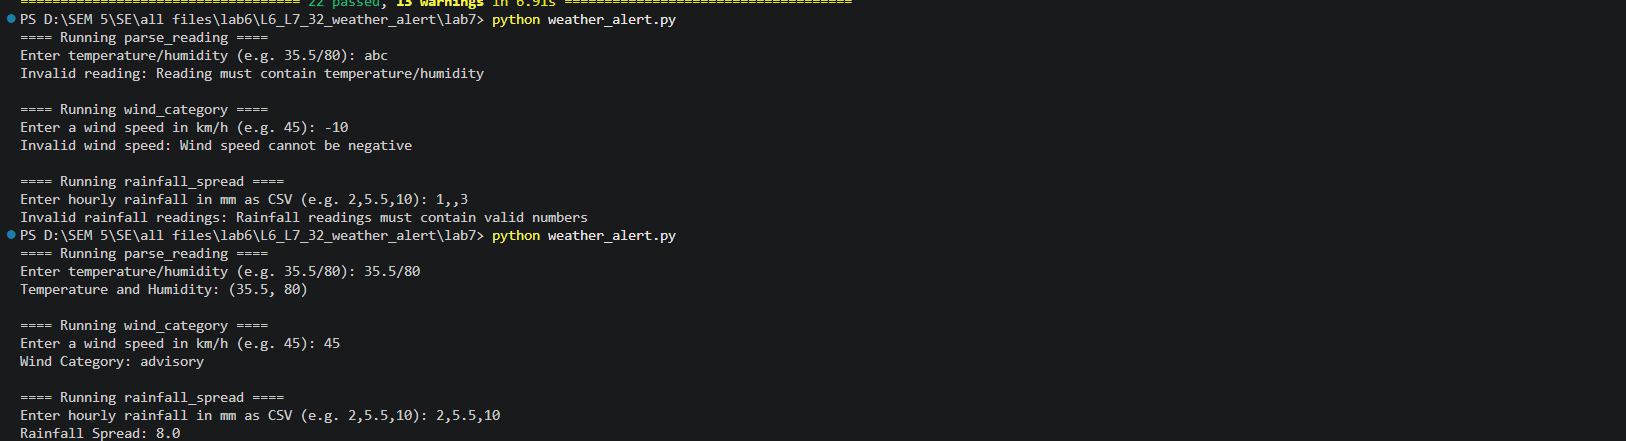 ==================================== 22 passed, 13 warnings in 6.91s ====================================
PS D:\SEM 5\SE\all files\lab6\L6_L7_32_weather_alert\lab7> python weather_alert.py
==== Running parse_reading ====
Enter temperature/humidity (e.g. 35.5/80): abc
Invalid reading: Reading must contain temperature/humidity
==== Running wind_category ====
Enter a wind speed in km/h (e.g. 45): -10
Invalid wind speed: Wind speed cannot be negative
==== Running rainfall_spread ====
Enter hourly rainfall in mm as CSV (e.g. 2,5.5,10): 1,,3
Invalid rainfall readings: Rainfall readings must contain valid numbers
PS D:\SEM 5\SE\all files\lab6\L6_L7_32_weather_alert\lab7> python weather_alert.py
==== Running parse_reading ====
Enter temperature/humidity (e.g. 35.5/80): 35.5/80
Temperature and Humidity: (35.5, 80)
==== Running wind_category ====
Enter a wind speed in km/h (e.g. 45): 45
Wind Category: advisory
==== Running rainfall_spread ====
Enter hourly rainfall in mm as CSV (e.g. 2,5.5,10): 2,5.5,10
Rainfall Spread: 8.0